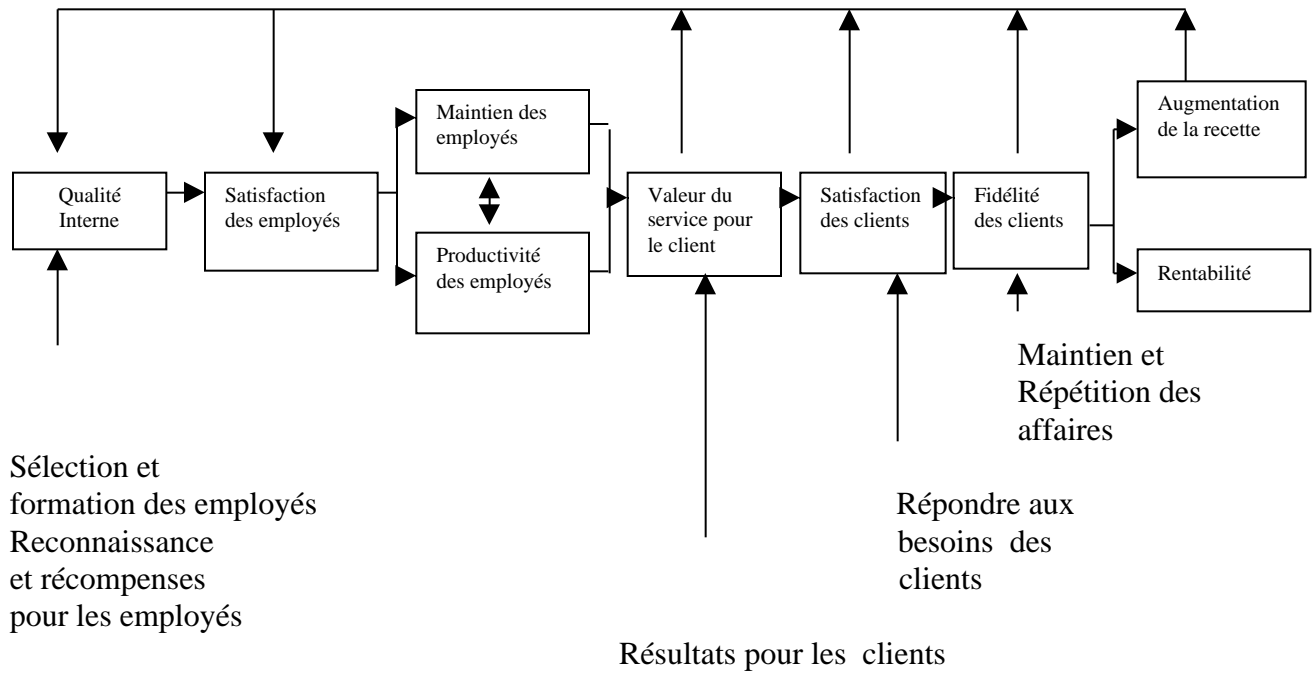 Maintien des
employés
Augmentation
de la recette
Qualité
Interne
Satisfaction
des employés
Valeur du
service pour
le client
Satisfaction
des clients
Fidélité
des clients
Productivité
des employés
Rentabilité
Maintien et
Répétition des
affaires
Sélection et
formation des employés
Reconnaissance
et récompenses
pour les employés
Répondre aux
besoins des
clients
Résultats pour les clients